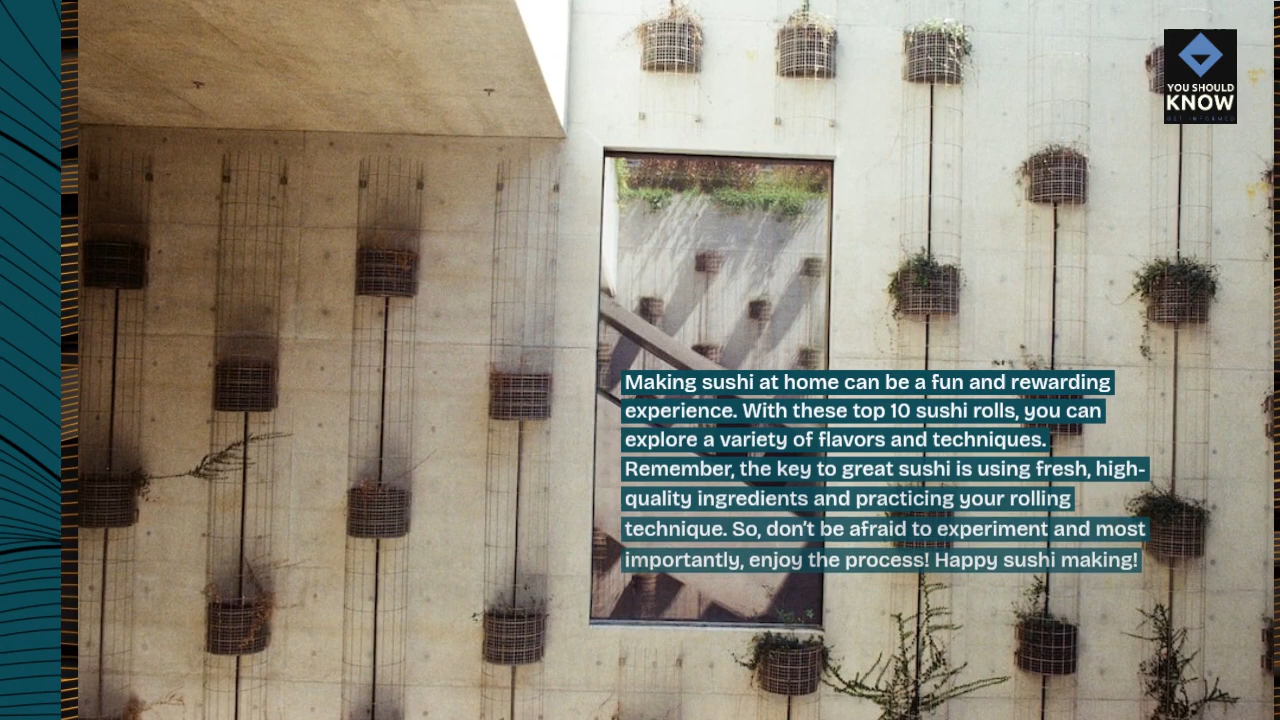 YOU SHOULD
KNOW
GET INFORMED
Making sushi at home can be a fun and rewarding
experience. With these top 10 sushi rolls, you can
explore a variety of flavors and techniques.
Remember, the key to great sushi is using fresh, high-
quality ingredients and practicing your rolling
technique. So, don’t be afraid to experiment and most
importantly, enjoy the process! Happy sushi making!